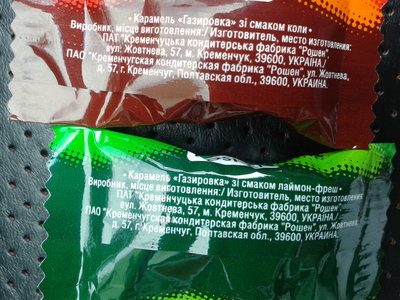 • Карамель «Газировка» зі смаком коли •
Виробник, місце виготовлення:/ Изготовитель, место изготовления:
ПАТ "Кременчуцька кондитерська фабрика "Рошен",
вул. Жовтнева, 57, м. Кременчук, 39600, УКРАЇНА./
ПАО "Кременчугская кондитерская фабрика "Рошен", ул. Жовтнева,
д. 57, г. Кременчуг, Полтавская обл., 39600, УКРАИНА.
• Карамель «Газировка» зі смаком лаймон-фреш •
Виробник, місце виготовлення:/ Изготовитель, место изготовления:
ПАТ "Кременчуцька кондитерська фабрика "Рошен",
вул. Жовтнева, 57, м. Кременчук, 39600, УКРАЇНА./
ПАО "Кременчугская кондитерская фабрика "Рошен", ул. Жовтнева,
д. 57, г. Кременчуг, Полтавская обл., 39600, УКРАИНА.